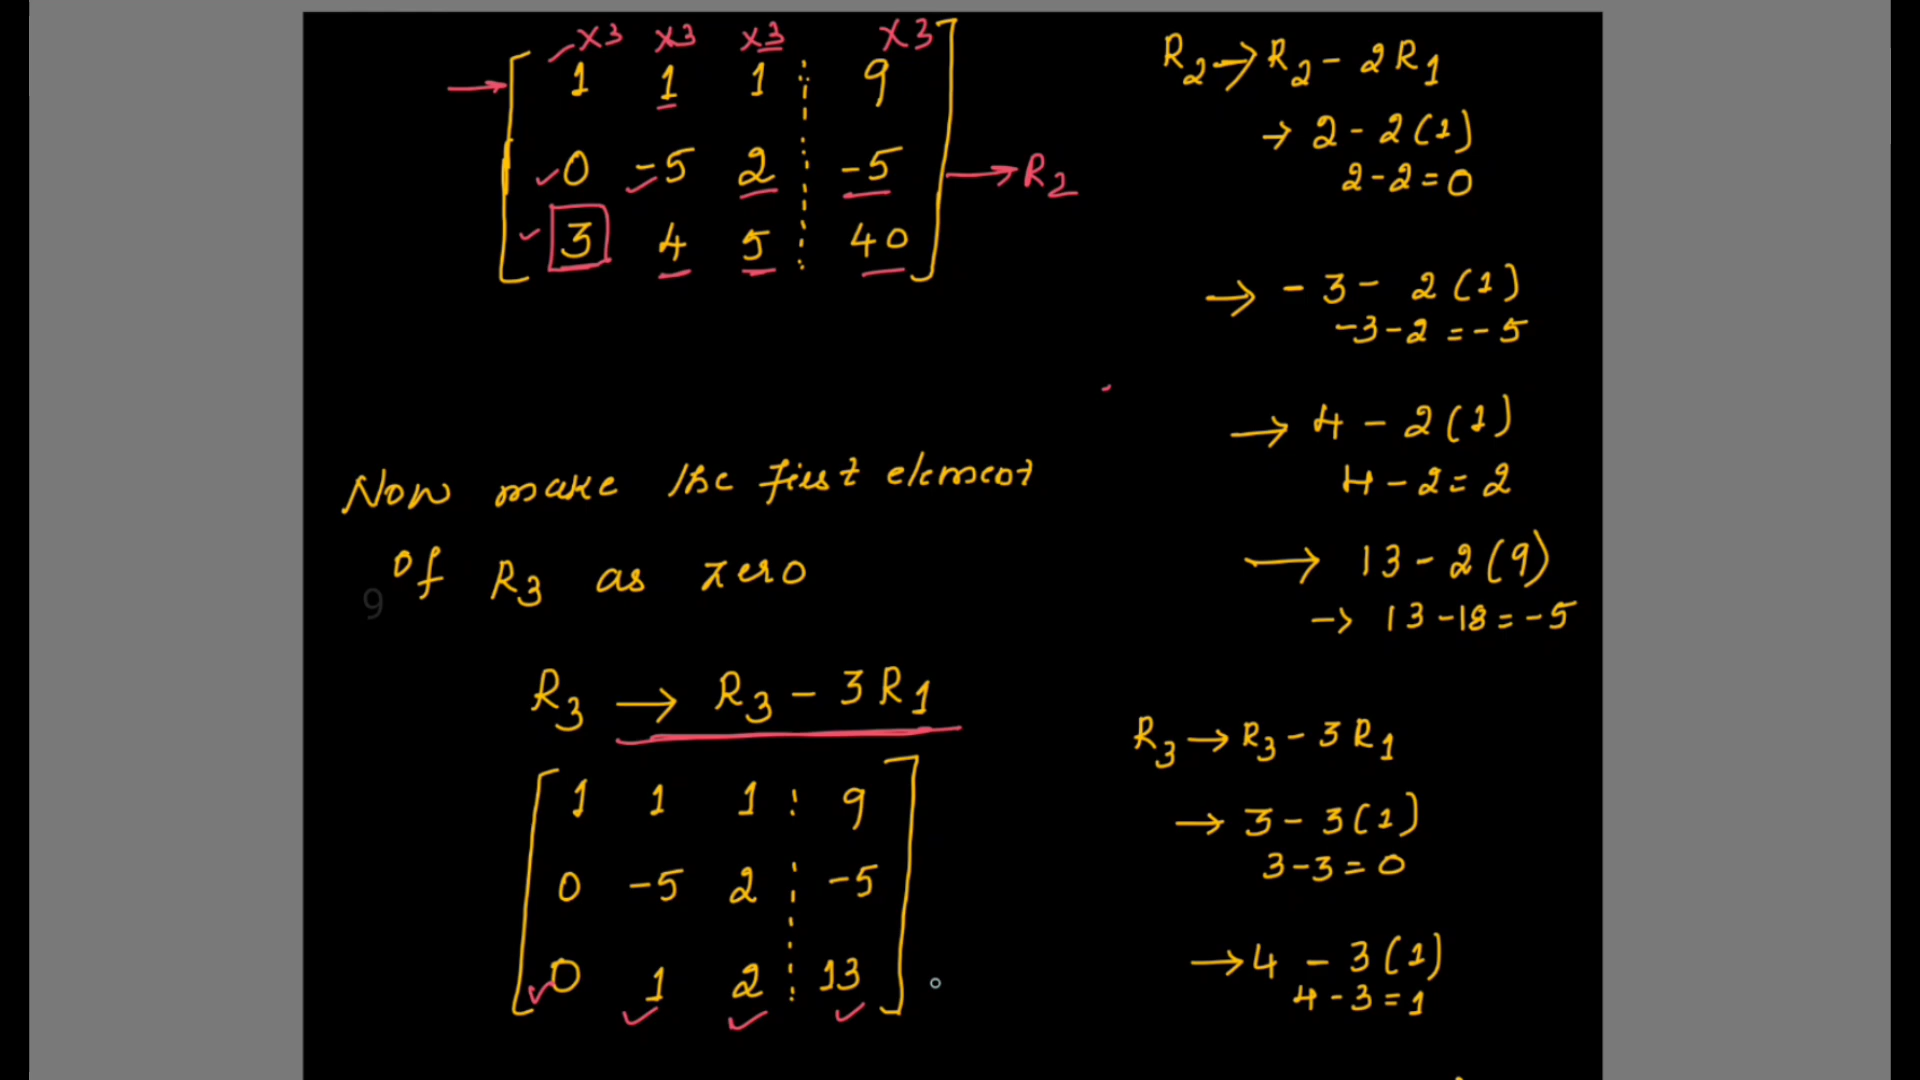 ×3 ×3 ×3 ×3
1 1 1 9
0 -5 2 -5 → R2
3 4 5 40
Now make the first element
of R3 as zero
9
R3 → R3 - 3R1
1 1 1 9
0 -5 2 -5
0 1 2 13
R2 → R2 - 2R1
→ 2 - 2(1)
2 - 2 = 0
→ -3 - 2(1)
-3 - 2 = -5
→ 4 - 2(1)
4 - 2 = 2
→ 13 - 2(9)
→ 13 - 18 = -5
R3 → R3 - 3R1
→ 3 - 3(1)
3 - 3 = 0
→ 4 - 3(1)
4 - 3 = 1